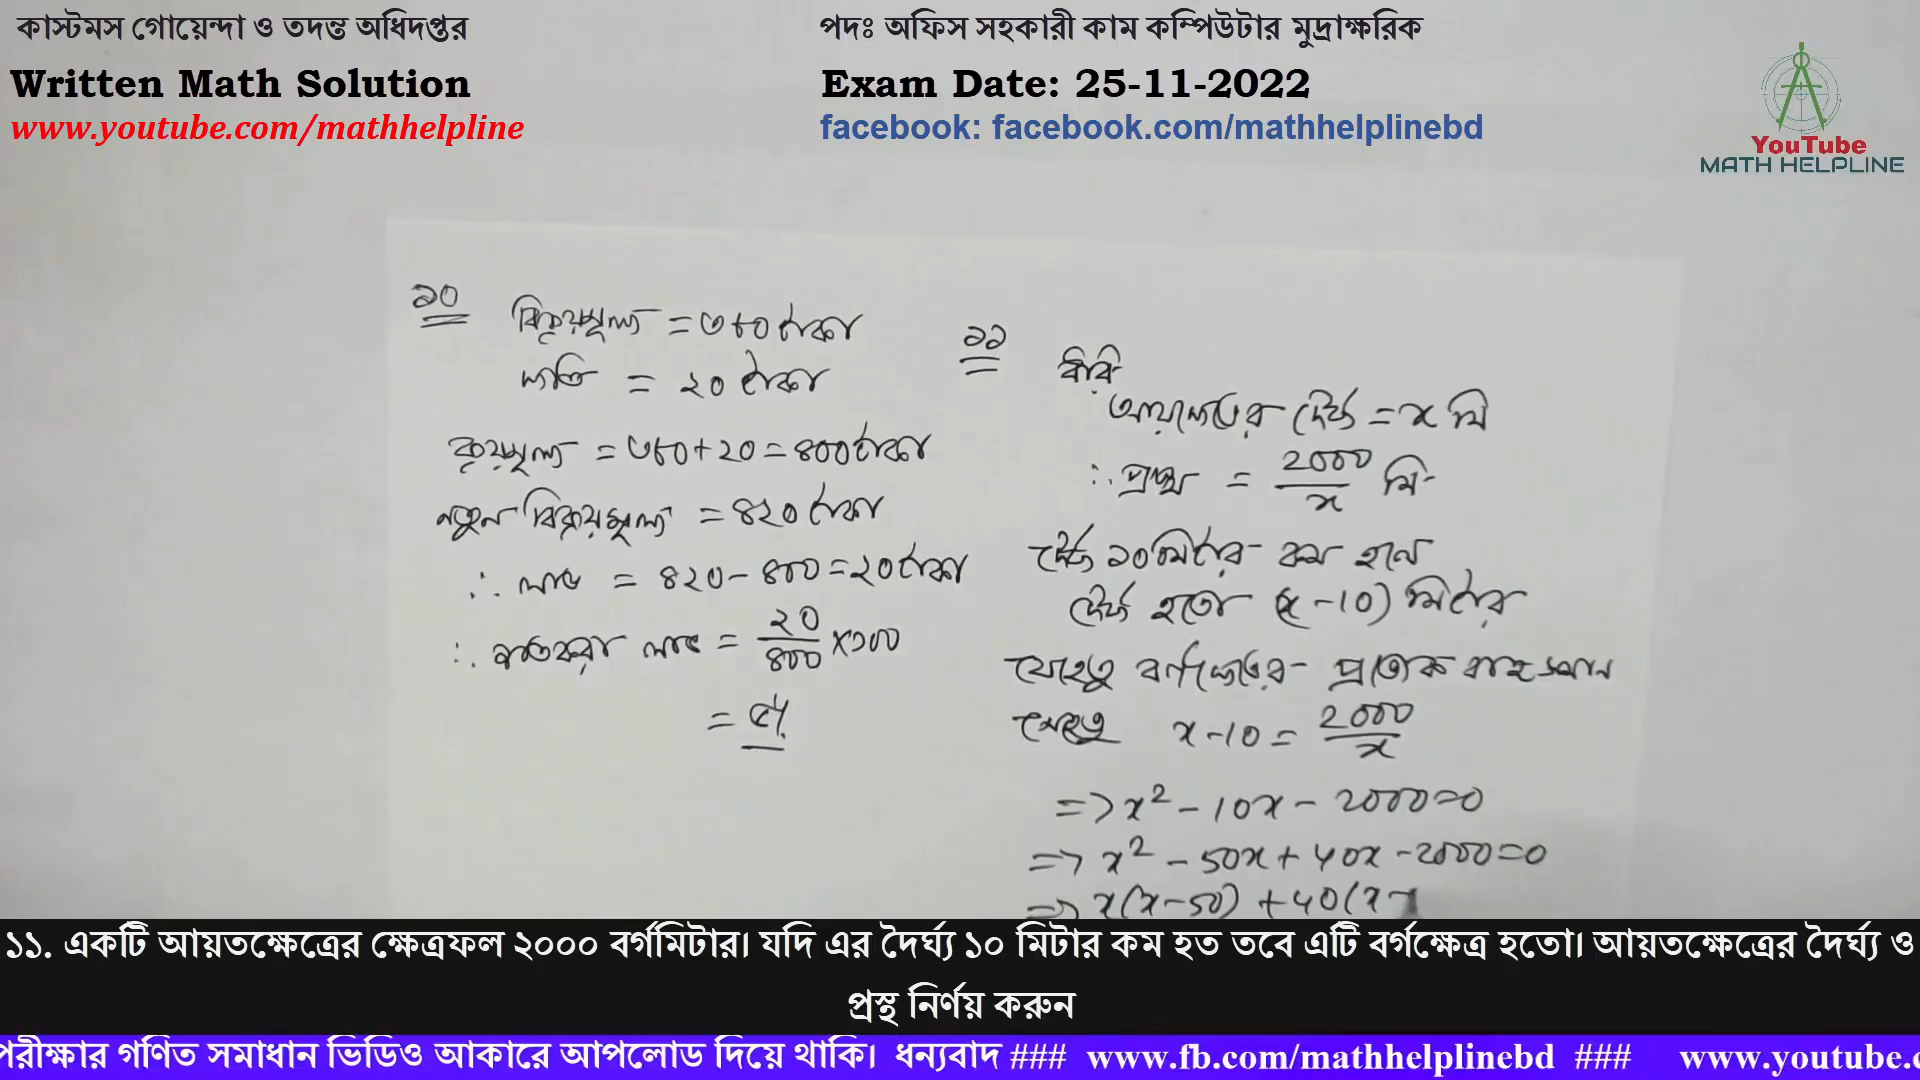 কাস্টমস গোয়েন্দা ও তদন্ত অধিদপ্তর
পদঃ অফিস সহকারী কাম কম্পিউটার মুদ্রাক্ষরিক
Written Math Solution
Exam Date: 25-11-2022
www.youtube.com/mathhelpline
facebook: facebook.com/mathhelplinebd
YouTube
MATH HELPLINE
১০
বিক্রয়মূল্য = ৩৮০ টাকা
ক্ষতি = ২০ টাকা
ক্রয়মূল্য = ৩৮০+২০ = ৪০০ টাকা
নতুন বিক্রয়মূল্য = ৪২০ টাকা
∴ লাভ = ৪২০-৪০০ = ২০ টাকা
∴ শতকরা লাভ = ২০/৪০০ ×১০০
= ৫%
১১
ধরি
আয়তক্ষেত্রের দৈর্ঘ্য = x মি
∴ প্রস্থ = 2000/x মি
দৈর্ঘ্য ১০ মিটার কম হলে
দৈর্ঘ্য হতো (x-10) মিটার
যেহেতু বর্গক্ষেত্রের প্রত্যেক বাহু সমান
সেহেতু x-10 = 2000/x
=> x² - 10x - 2000=0
=> x² - 50x + 40x - 2000=0
=> x(x-50) + 40(x-
১১. একটি আয়তক্ষেত্রের ক্ষেত্রফল ২০০০ বর্গমিটার। যদি এর দৈর্ঘ্য ১০ মিটার কম হত তবে এটি বর্গক্ষেত্র হতো। আয়তক্ষেত্রের দৈর্ঘ্য ও
প্রস্থ নির্ণয় করুন
পরীক্ষার গণিত সমাধান ভিডিও আকারে আপলোড দিয়ে থাকি। ধন্যবাদ ### www.fb.com/mathhelplinebd ### www.youtube.c